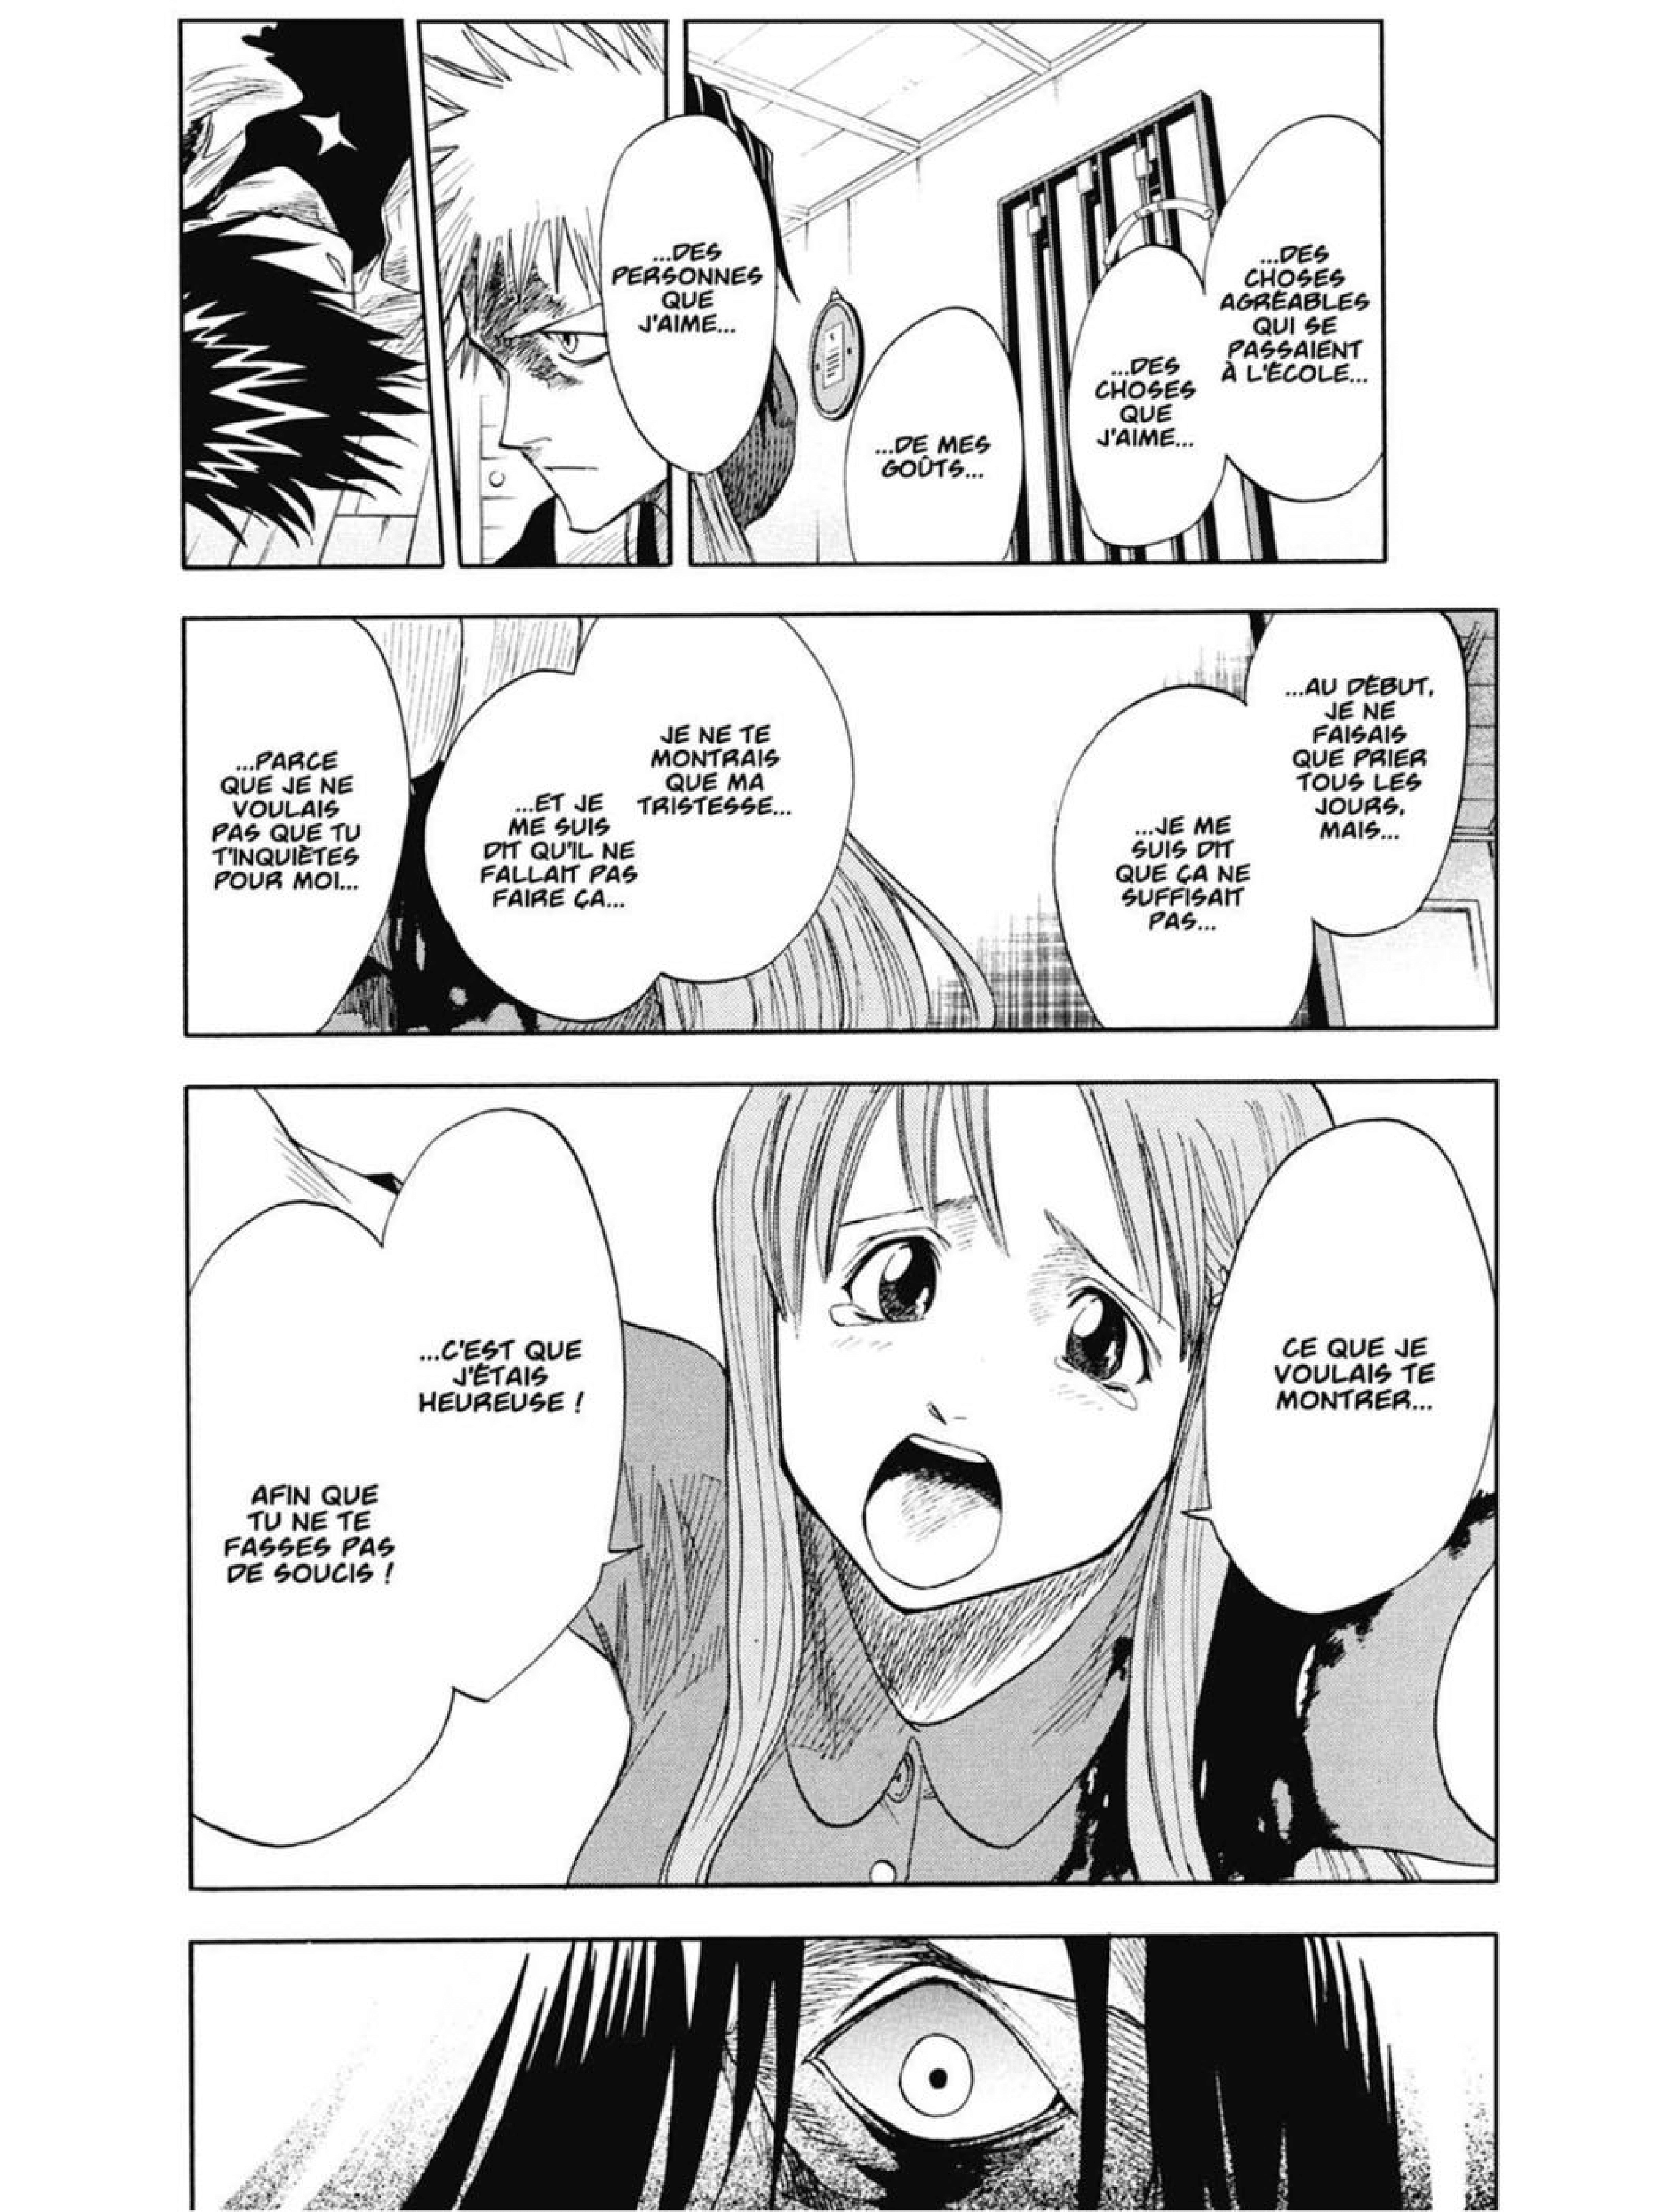 ...DES
CHOSES
AGRÉABLES
QUI SE
PASSAIENT
À L'ÉCOLE...
...DES
CHOSES
QUE
J'AIME...
...DE MES
GOÛTS...
...DES
PERSONNES
QUE
J'AIME...
...AU DÉBUT,
JE NE
FAISAIS
QUE PRIER
TOUS LES
JOURS,
MAIS...
...JE ME
SUIS DIT
QUE ÇA NE
SUFFISAIT
PAS...
JE NE TE
MONTRAIS
QUE MA
TRISTESSE...
...ET JE
ME SUIS
DIT QU'IL NE
FALLAIT PAS
FAIRE ÇA...
...PARCE
QUE JE NE
VOULAIS
PAS QUE TU
T'INQUIÈTES
POUR MOI...
CE QUE JE
VOULAIS TE
MONTRER...
...C'EST QUE
J'ÉTAIS
HEUREUSE !
AFIN QUE
TU NE TE
FASSES PAS
DE SOUCIS !